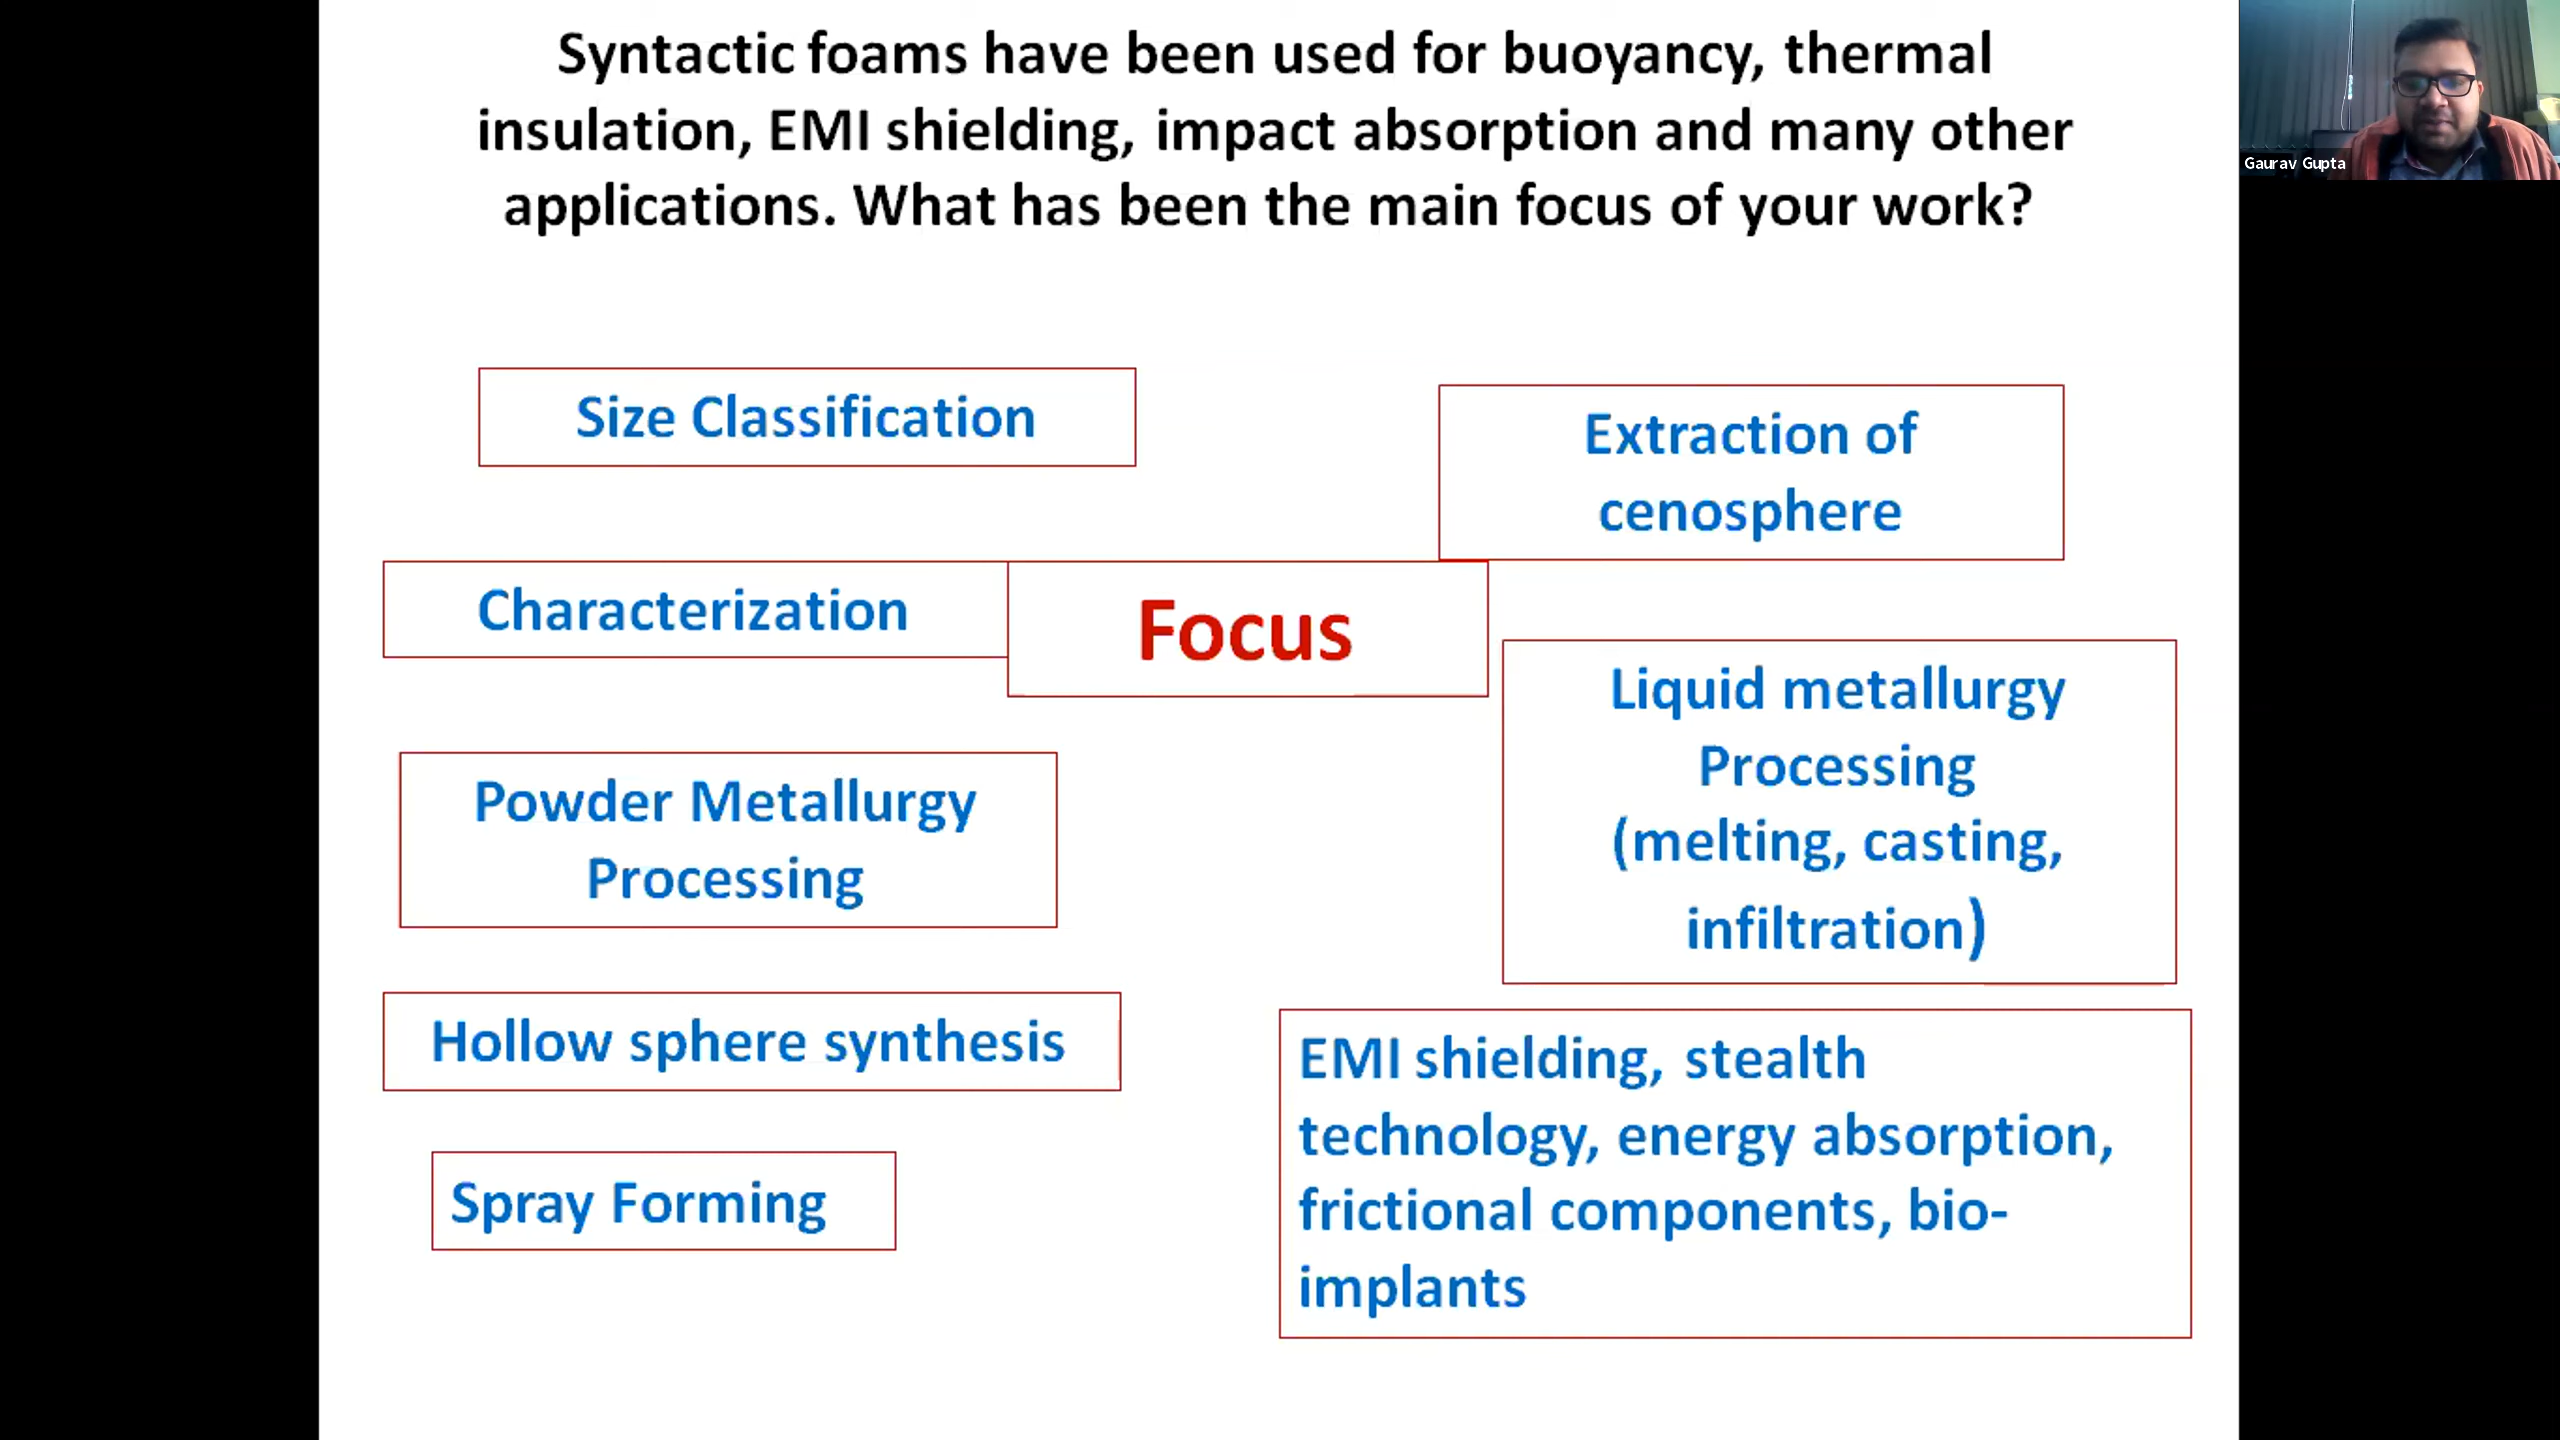 Syntactic foams have been used for buoyancy, thermal
insulation, EMI shielding, impact absorption and many other
applications. What has been the main focus of your work?
Gaurav Gupta
Size Classification
Extraction of
cenosphere
Characterization
Focus
Liquid metallurgy
Processing
(melting, casting,
infiltration)
Powder Metallurgy
Processing
Hollow sphere synthesis
EMI shielding, stealth
technology, energy absorption,
frictional components, bio-
implants
Spray Forming